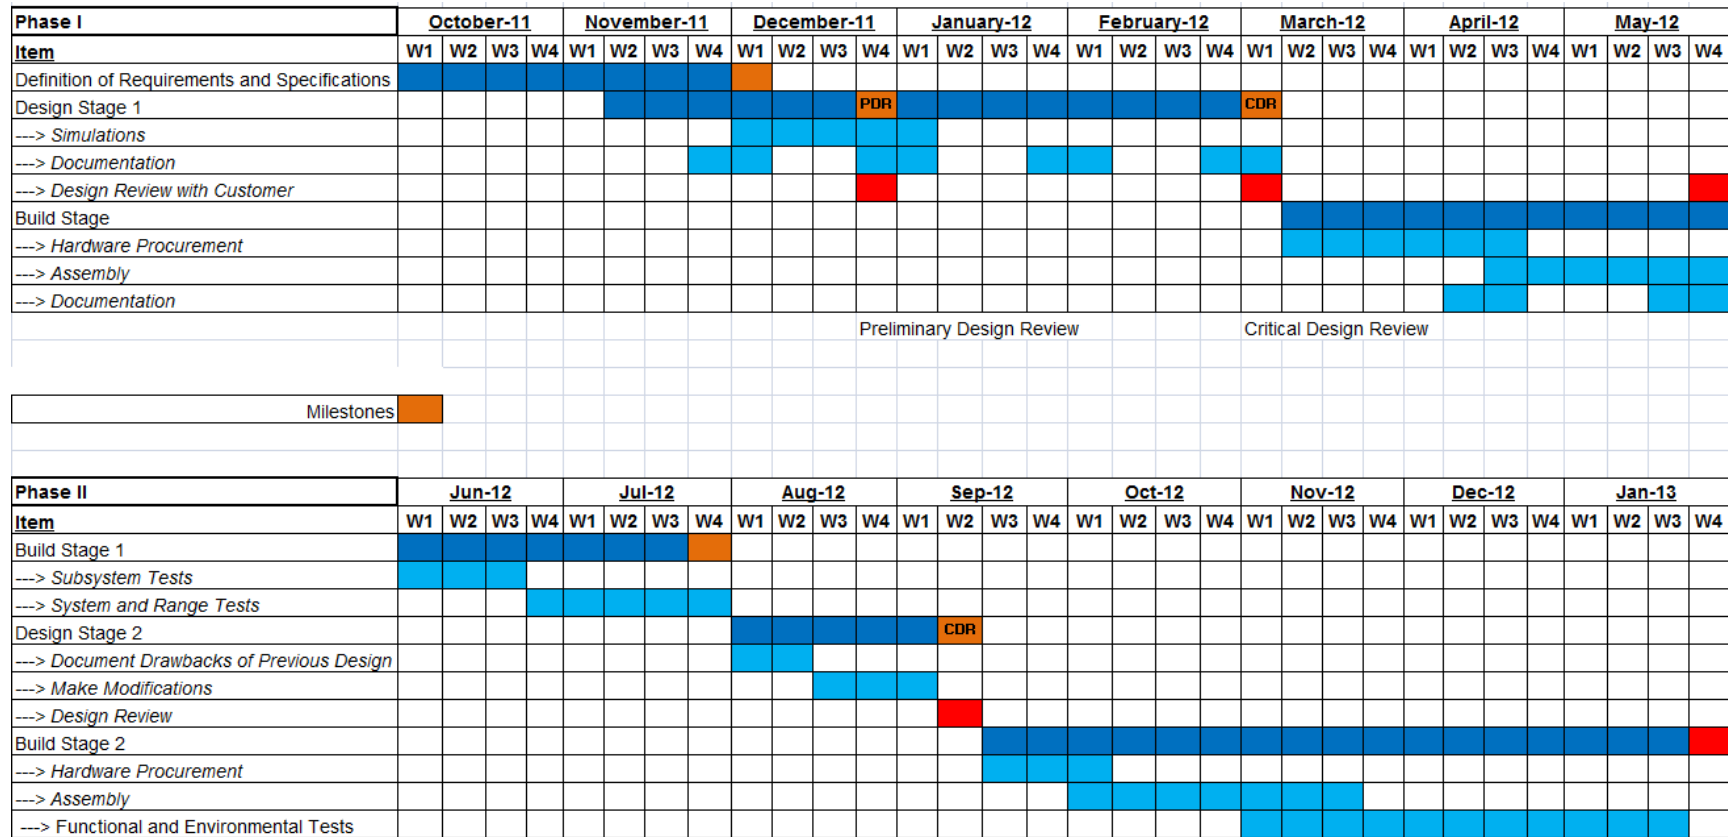 Phase I October-11 November-11 December-11 January-12 February-12 March-12 April-12 May-12
Item W1 W2 W3 W4 W1 W2 W3 W4 W1 W2 W3 W4 W1 W2 W3 W4 W1 W2 W3 W4 W1 W2 W3 W4 W1 W2 W3 W4 W1 W2 W3 W4
Definition of Requirements and Specifications
Design Stage 1 PDR CDR
---> Simulations
---> Documentation
---> Design Review with Customer
Build Stage
---> Hardware Procurement
---> Assembly
---> Documentation
Preliminary Design Review Critical Design Review
Milestones
Phase II Jun-12 Jul-12 Aug-12 Sep-12 Oct-12 Nov-12 Dec-12 Jan-13
Item W1 W2 W3 W4 W1 W2 W3 W4 W1 W2 W3 W4 W1 W2 W3 W4 W1 W2 W3 W4 W1 W2 W3 W4 W1 W2 W3 W4 W1 W2 W3 W4
Build Stage 1
---> Subsystem Tests
---> System and Range Tests
Design Stage 2 CDR
---> Document Drawbacks of Previous Design
---> Make Modifications
---> Design Review
Build Stage 2
---> Hardware Procurement
---> Assembly
---> Functional and Environmental Tests